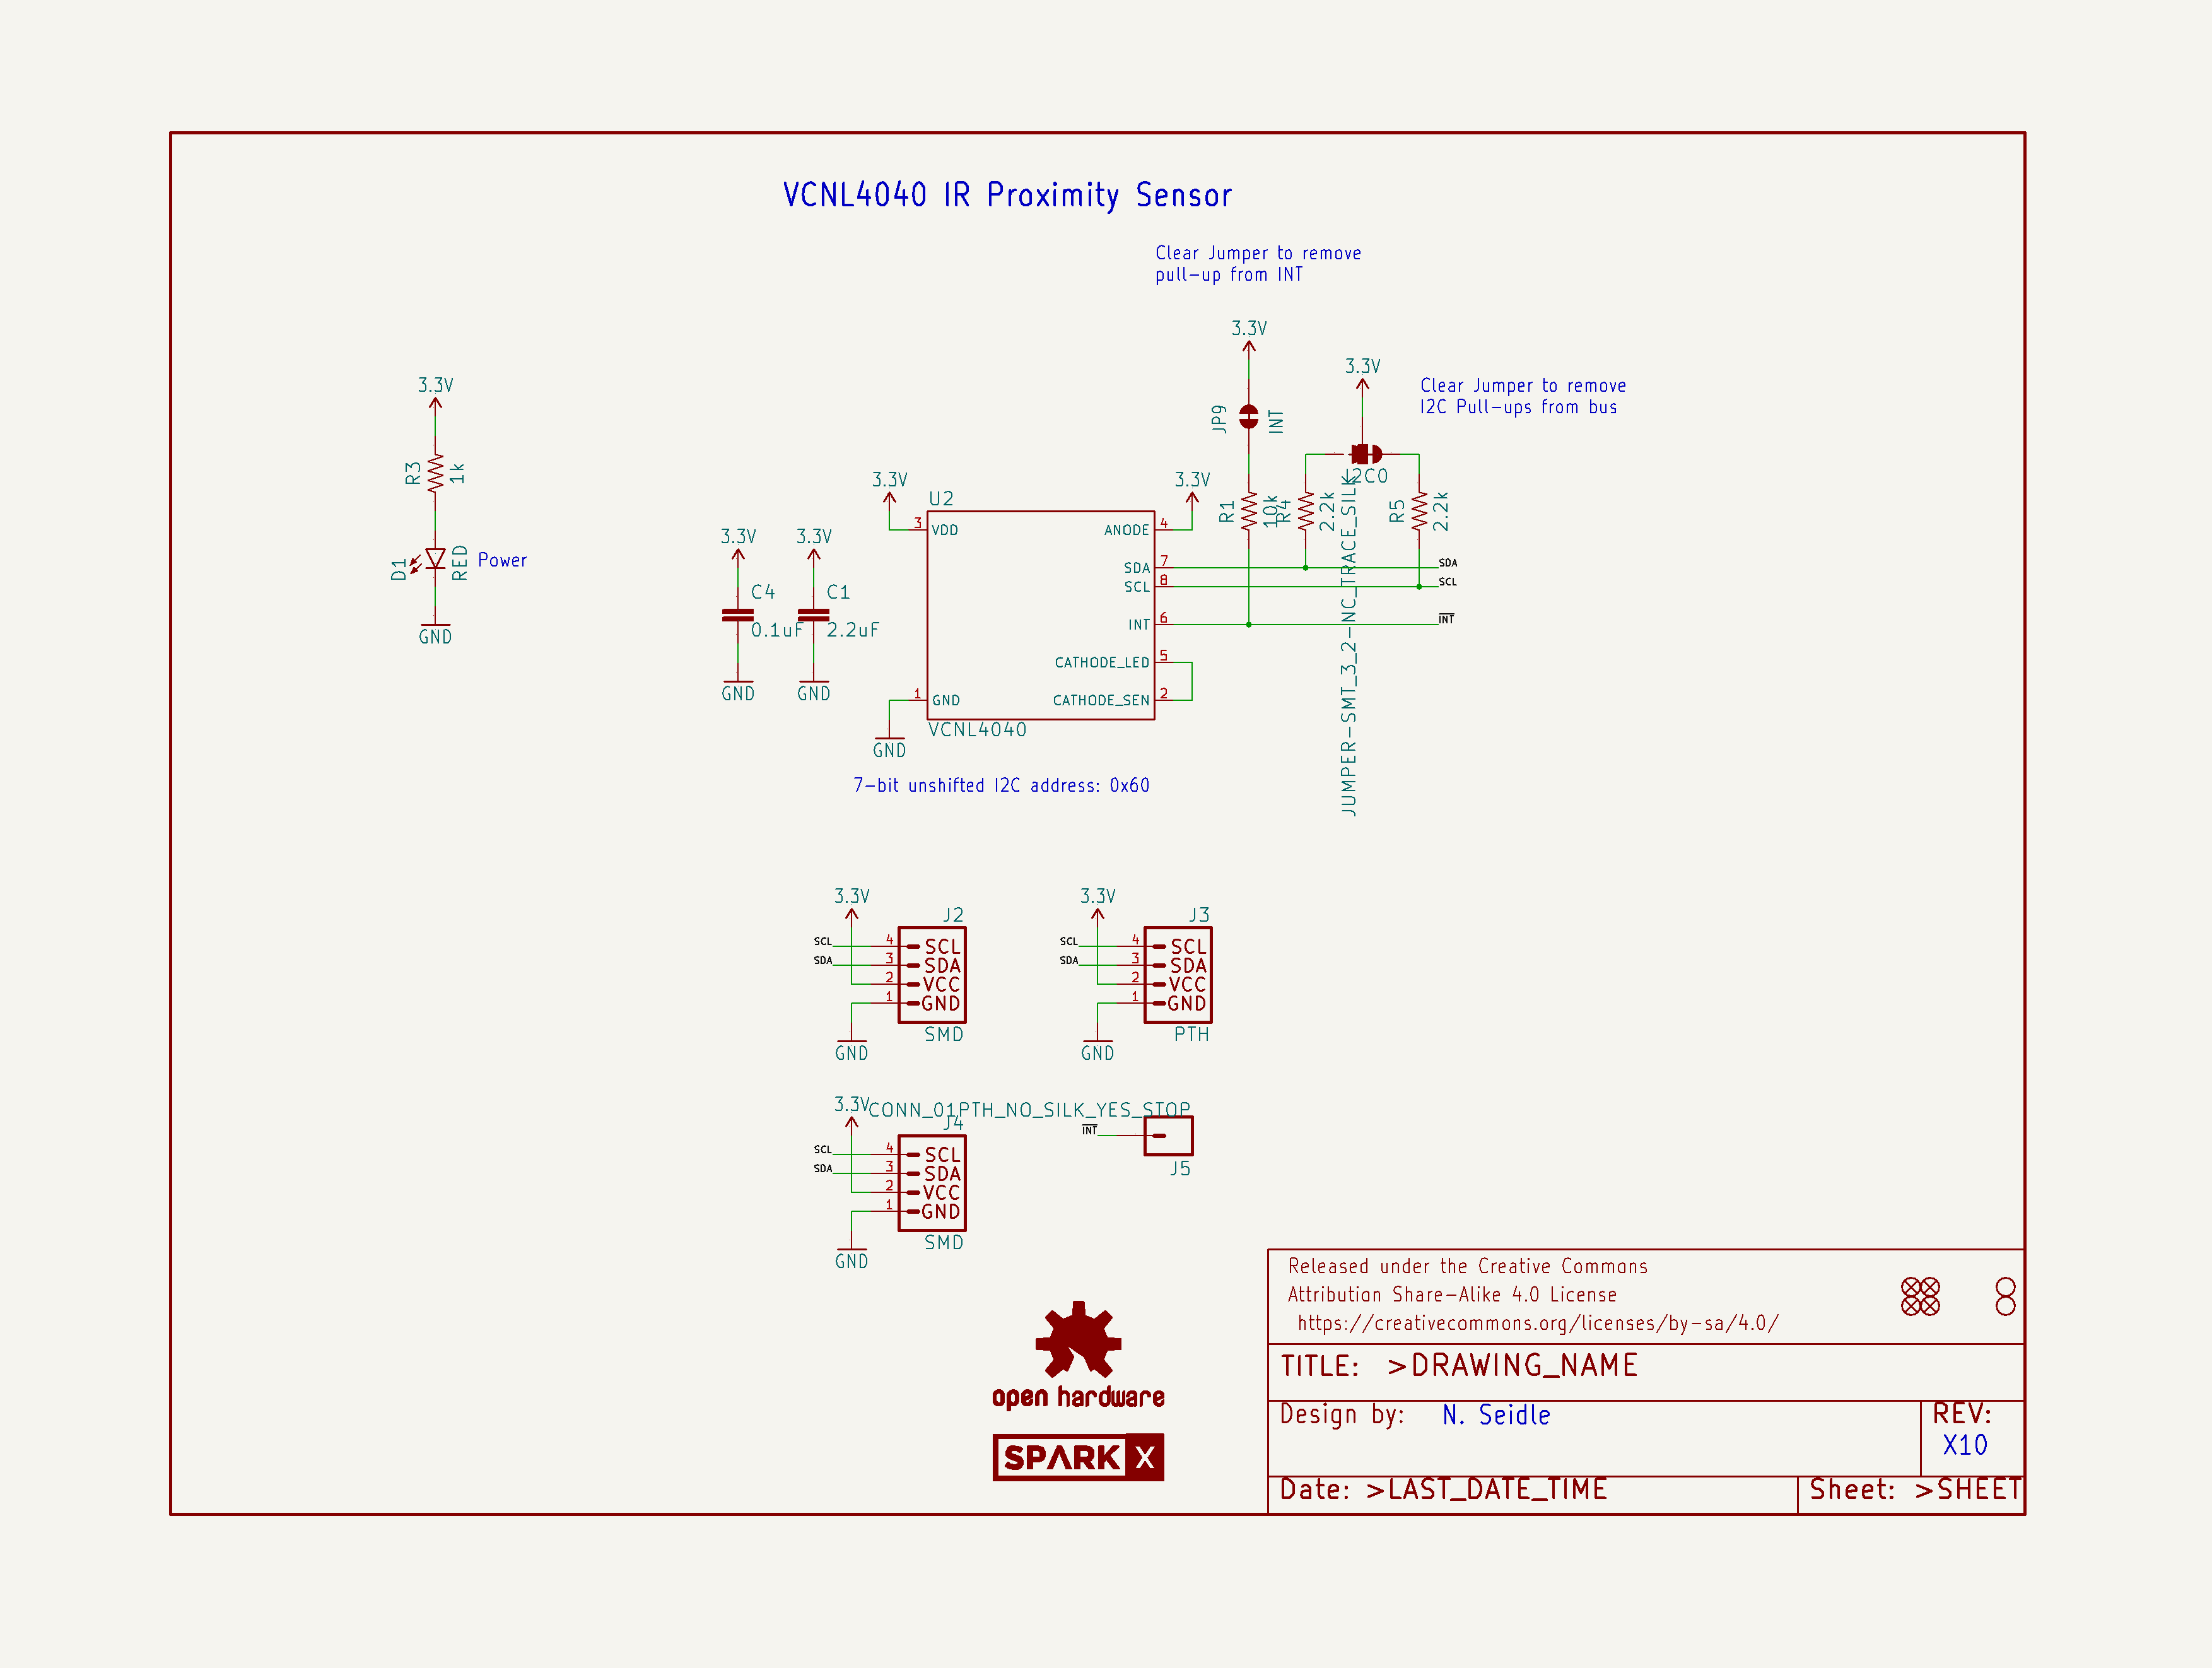 VCNL4040 IR Proximity Sensor
Clear Jumper to remove
pull-up from INT
3.3V
JP9
INT
3.3V
I2C0
JUMPER-SMT_3_2-NC_TRACE_SILK
Clear Jumper to remove
I2C Pull-ups from bus
R1
10k
R4
2.2k
R5
2.2k
3.3V
R3
1k
D1
RED
Power
GND
3.3V
C4
0.1uF
GND
3.3V
C1
2.2uF
GND
3.3V
U2
3.3V
3
VDD
ANODE
4
SDA
7
SDA
SCL
8
SCL
INT
6
INT
CATHODE_LED
5
1
GND
CATHODE_SEN
2
VCNL4040
GND
7-bit unshifted I2C address: 0x60
3.3V
J2
SCL
4
SCL
SDA
3
SDA
2
VCC
1
GND
SMD
GND
3.3V
J3
SCL
4
SCL
SDA
3
SDA
2
VCC
1
GND
PTH
GND
3.3V
J4
SCL
4
SCL
SDA
3
SDA
2
VCC
1
GND
SMD
GND
CONN_01PTH_NO_SILK_YES_STOP
INT
J5
open hardware
SPARK X
Released under the Creative Commons
Attribution Share-Alike 4.0 License
https://creativecommons.org/licenses/by-sa/4.0/
TITLE: >DRAWING_NAME
Design by: N. Seidle
REV:
X10
Date: >LAST_DATE_TIME
Sheet: >SHEET